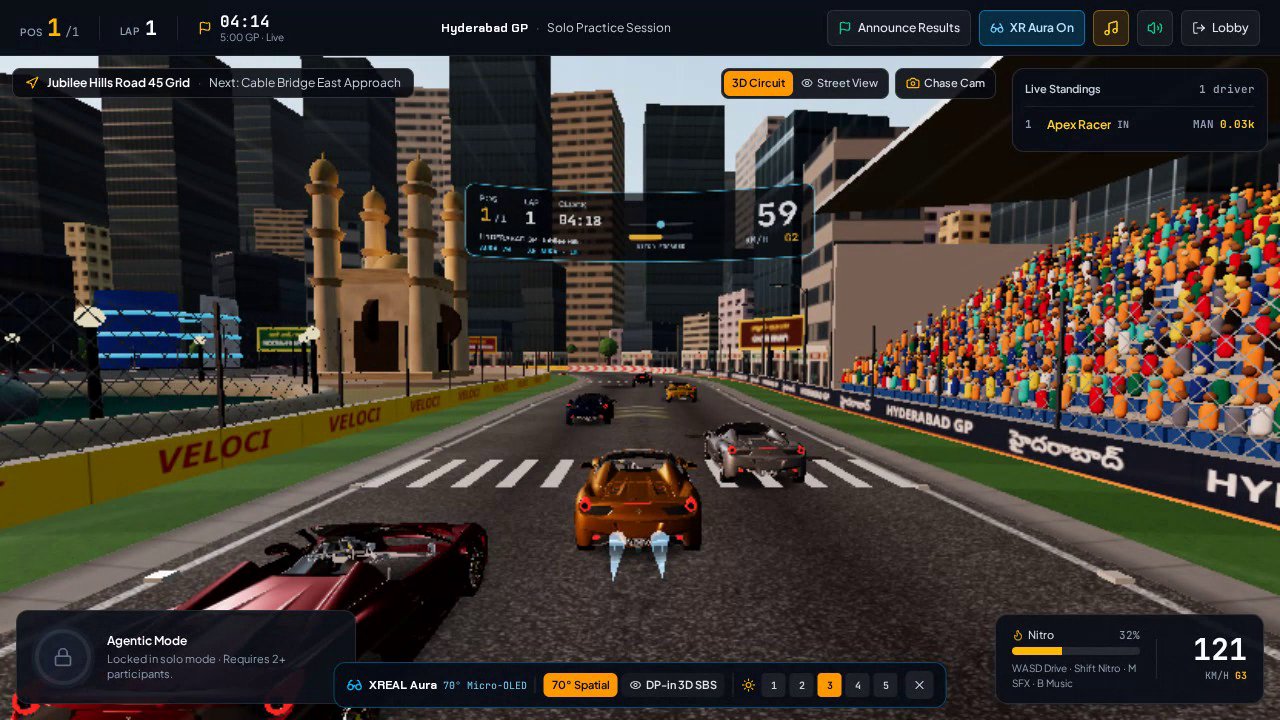 POS 1 /1
LAP 1
04:14
5:00 GP · Live
Hyderabad GP · Solo Practice Session
Announce Results
XR Aura On
Lobby
Jubilee Hills Road 45 Grid · Next: Cable Bridge East Approach
3D Circuit
Street View
Chase Cam
Live Standings 1 driver
1 Apex Racer IN MAN 0.03k
POS LAP
1 /1 1 04:18
59
KM/H G2
VELOCI
VELOCI
VELOCI
VELOCI
HYDERABAD GP
హైదరాబాద్
HY
Agentic Mode
Locked in solo mode · Requires 2+
participants.
XREAL Aura 70° Micro-OLED
70° Spatial
DP-in 3D SBS
1 2 3 4 5
Nitro 32%
WASD Drive · Shift Nitro · M
SFX · B Music
121
KM/H G3